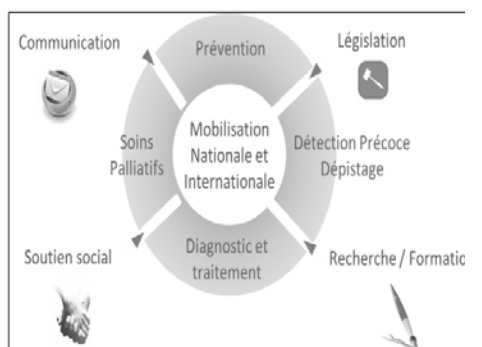 Communication
Prévention
Législation
Soins
Palliatifs
Mobilisation
Nationale et
Internationale
Détection Précoce
Dépistage
Diagnostic et
traitement
Soutien social
Recherche / Formatio